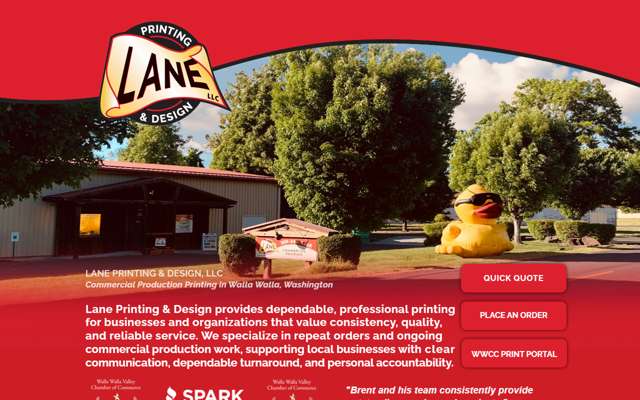 PRINTING
LANE
LLC
& DESIGN
LANE PRINTING & DESIGN, LLC
Commercial Production Printing in Walla Walla, Washington
Lane Printing & Design provides dependable, professional printing
for businesses and organizations that value consistency, quality,
and reliable service. We specialize in repeat orders and ongoing
commercial production work, supporting local businesses with clear
communication, dependable turnaround, and personal accountability.
QUICK QUOTE
PLACE AN ORDER
WWCC PRINT PORTAL
Walla Walla Valley
Chamber of Commerce
SPARK
Walla Walla Valley
Chamber of Commerce
"Brent and his team consistently provide